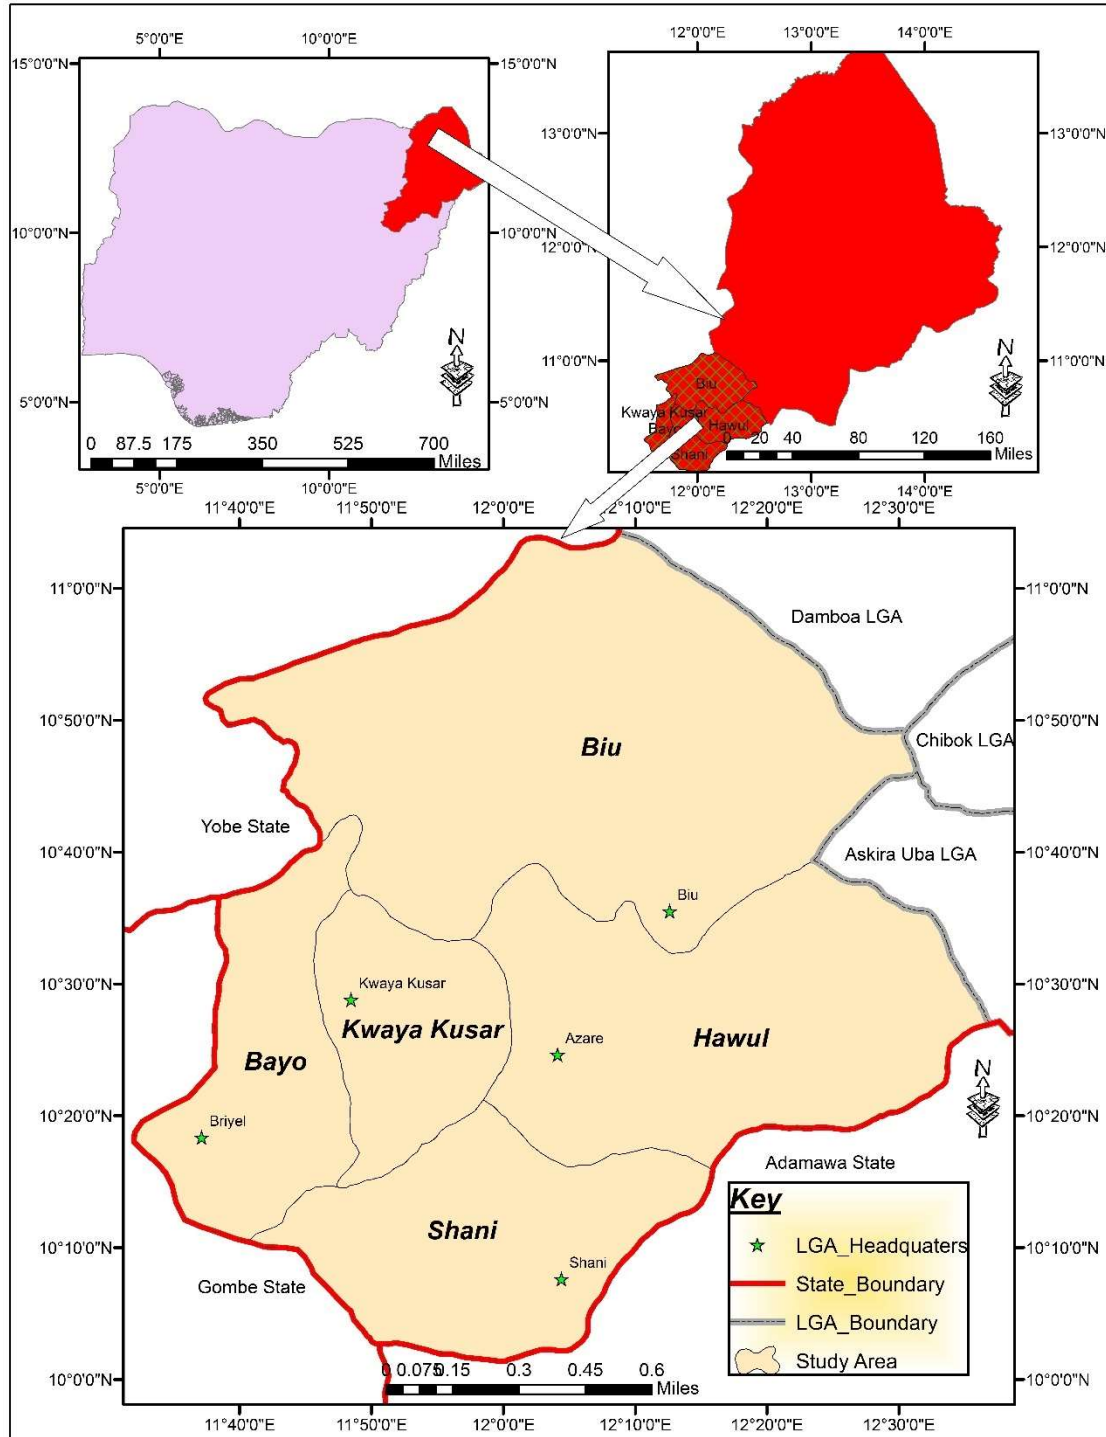 5°0'0"E 10°0'0"E
15°0'0"N 15°0'0"N
10°0'0"N 10°0'0"N
5°0'0"N 5°0'0"N
N
0 87.5 175 350 525 700
Miles
5°0'0"E 10°0'0"E
12°0'0"E 13°0'0"E 14°0'0"E
13°0'0"N 13°0'0"N
12°0'0"N 12°0'0"N
11°0'0"N 11°0'0"N
Biu
Kwaya Kusar
Bayo
Hawul
Shani
N
0 20 40 80 120 160
Miles
12°0'0"E 13°0'0"E 14°0'0"E
11°40'0"E 11°50'0"E 12°0'0"E 12°10'0"E 12°20'0"E 12°30'0"E
11°0'0"N 11°0'0"N
Damboa LGA
10°50'0"N 10°50'0"N
Biu
Chibok LGA
Yobe State
10°40'0"N 10°40'0"N
Askira Uba LGA
Biu
10°30'0"N 10°30'0"N
Kwaya Kusar
Kwaya Kusar
Azare
Hawul
Bayo
N
10°20'0"N 10°20'0"N
Briyel
Adamawa State
Shani
10°10'0"N 10°10'0"N
Shani
Gombe State
Key
LGA_Headquaters
State_Boundary
LGA_Boundary
Study Area
10°0'0"N 10°0'0"N
0 0.075 0.15 0.3 0.45 0.6
Miles
11°40'0"E 11°50'0"E 12°0'0"E 12°10'0"E 12°20'0"E 12°30'0"E